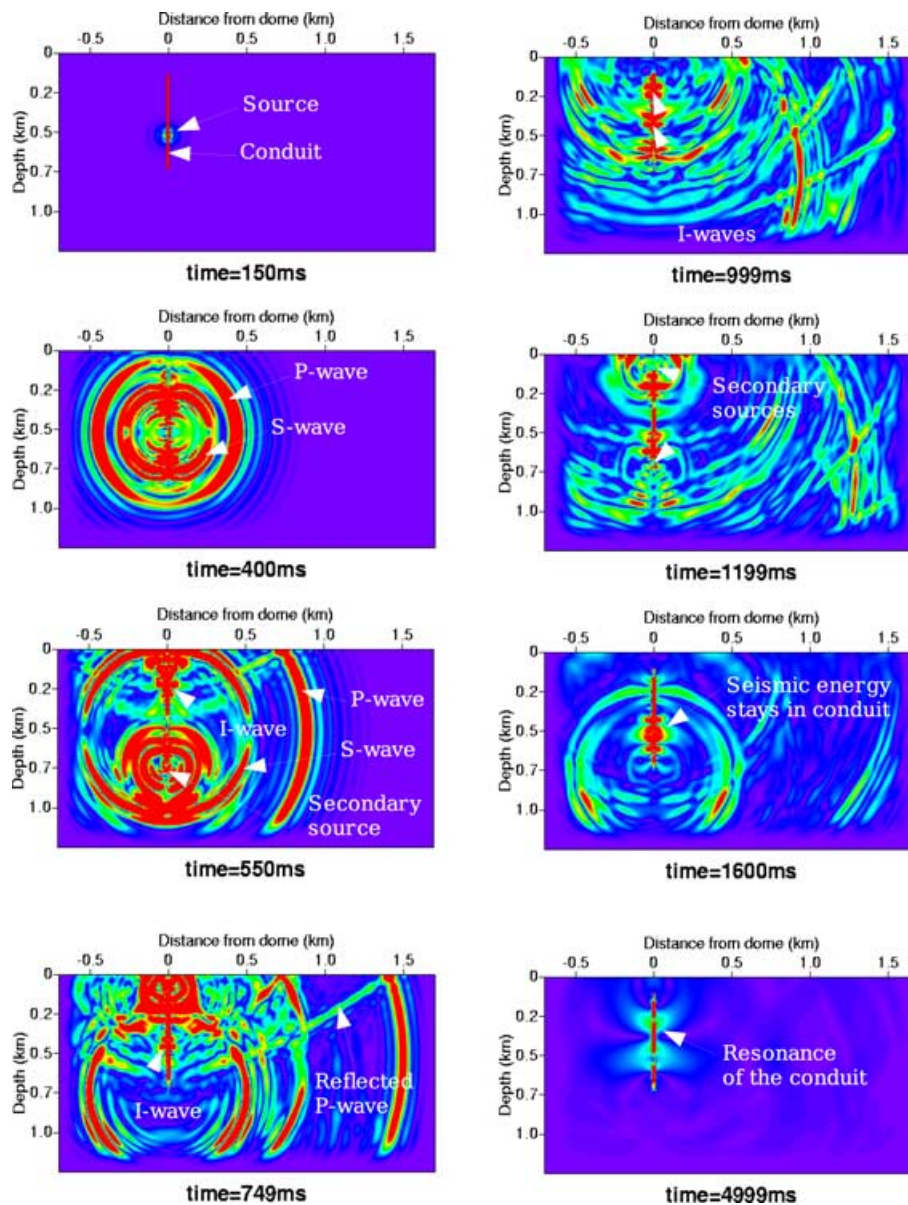 Distance from dome (km)
-0.5 0 0.5 1.0 1.5
0
0.2
0.5
0.7
1.0
Depth (km)
Source
Conduit
time=150ms
Distance from dome (km)
-0.5 0 0.5 1.0 1.5
0
0.2
0.5
0.7
1.0
Depth (km)
P-wave
S-wave
time=400ms
Distance from dome (km)
-0.5 0 0.5 1.0 1.5
0
0.2
0.5
0.7
1.0
Depth (km)
P-wave
I-wave
S-wave
Secondary
source
time=550ms
Distance from dome (km)
-0.5 0 0.5 1.0 1.5
0
0.2
0.5
0.7
1.0
Depth (km)
I-wave
Reflected
P-wave
time=749ms
Distance from dome (km)
-0.5 0 0.5 1.0 1.5
0
0.2
0.5
0.7
1.0
Depth (km)
I-waves
time=999ms
Distance from dome (km)
-0.5 0 0.5 1.0 1.5
0
0.2
0.5
0.7
1.0
Depth (km)
Secondary
sources
time=1199ms
Distance from dome (km)
-0.5 0 0.5 1.0 1.5
0
0.2
0.5
0.7
1.0
Depth (km)
Seismic energy
stays in conduit
time=1600ms
Distance from dome (km)
-0.5 0 0.5 1.0 1.5
0
0.2
0.5
0.7
1.0
Depth (km)
Resonance
of the conduit
time=4999ms